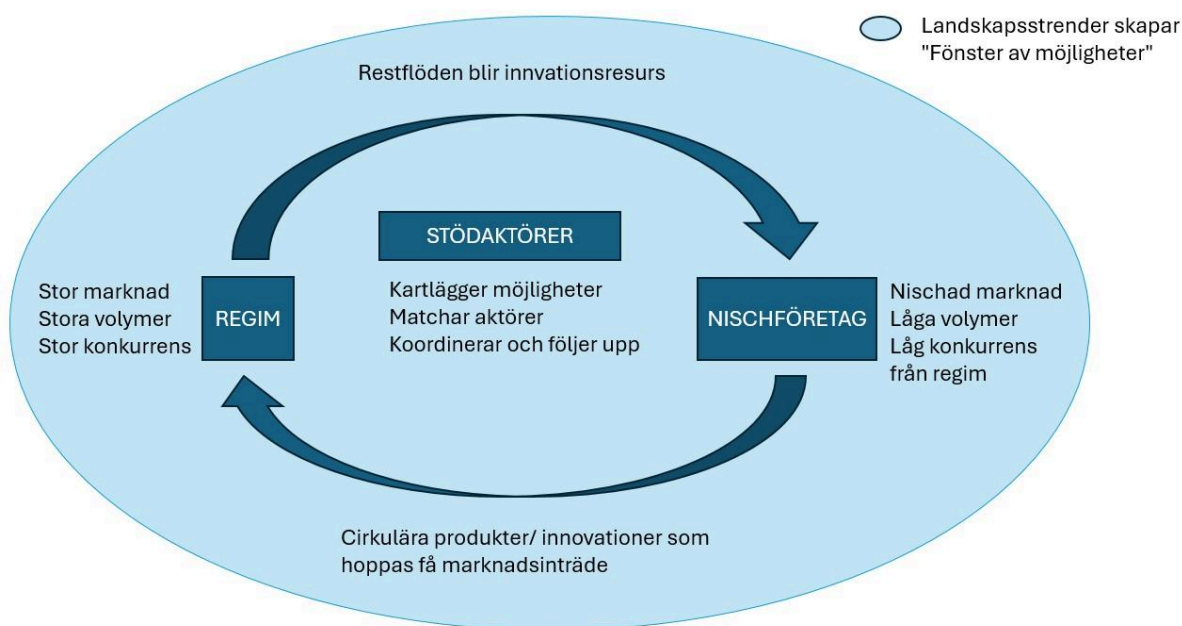 Landskapsstrender skapar
"Fönster av möjligheter"
Restflöden blir innvationsresurs
STÖDAKTÖRER
Kartlägger möjligheter
Matchar aktörer
Koordinerar och följer upp
Stor marknad
Stora volymer
Stor konkurrens
REGIM
NISCHFÖRETAG
Nischad marknad
Låga volymer
Låg konkurrens
från regim
Cirkulära produkter/ innovationer som
hoppas få marknadsinträde